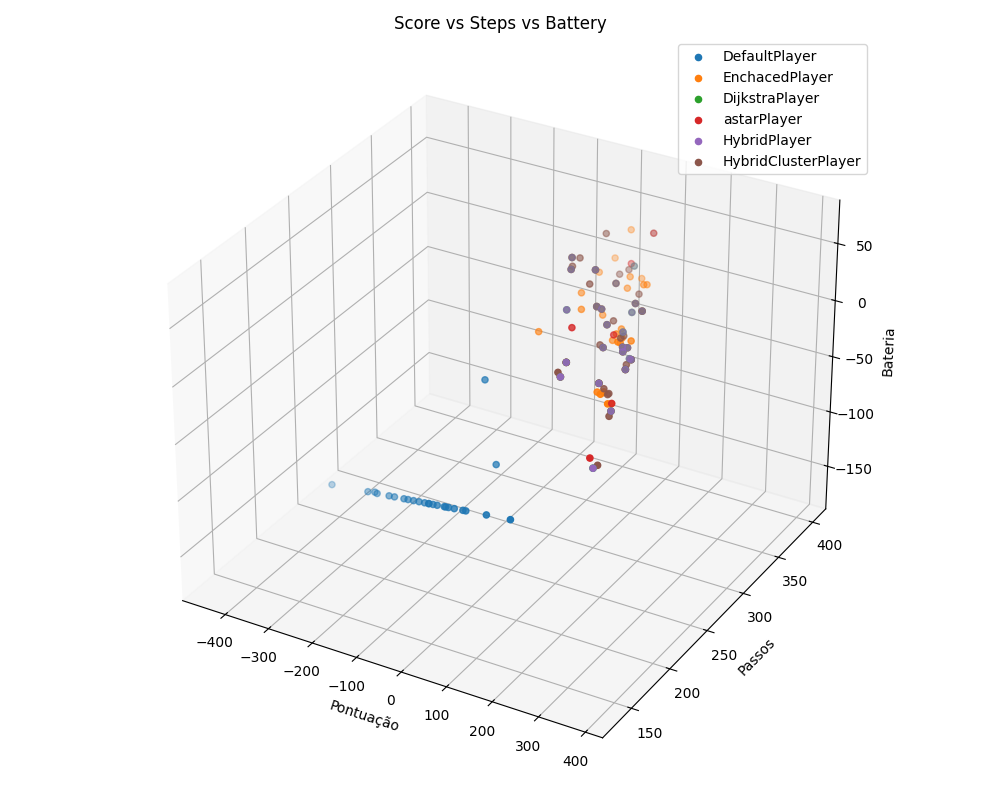 Score vs Steps vs Battery
DefaultPlayer
EnchacedPlayer
DijkstraPlayer
astarPlayer
HybridPlayer
HybridClusterPlayer
50
0
−50
−100
−150
Bateria
400
350
300
250
200
150
Passos
−400
−300
−200
−100
0
100
200
300
400
Pontuação